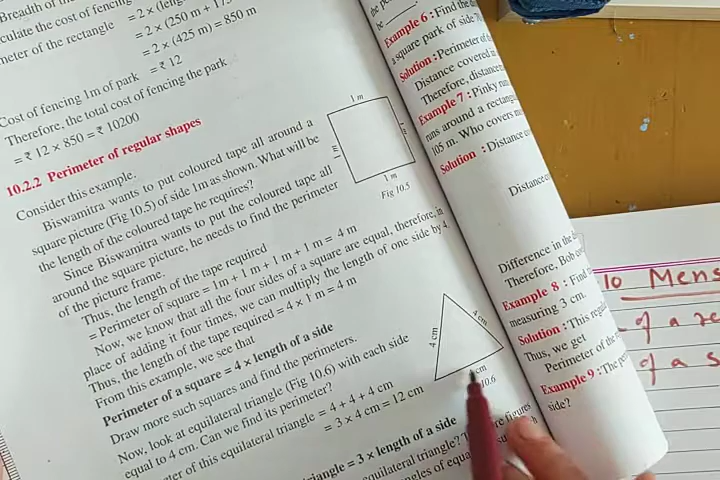 Breadth of the
culate the cost of fencing
meter of the rectangle = 2 × (leng
= 2 × (250 m + 175
= 2 × (425 m) = 850 m
Cost of fencing 1m of park = ₹ 12
Therefore, the total cost of fencing the park
= ₹ 12 × 850 = ₹ 10200
10.2.2 Perimeter of regular shapes
Consider this example.
Biswamitra wants to put coloured tape all around a
square picture (Fig 10.5) of side 1m as shown. What will be
the length of the coloured tape he requires?
Since Biswamitra wants to put the coloured tape all
around the square picture, he needs to find the perimeter
of the picture frame.
Thus, the length of the tape required
= Perimeter of square = 1m + 1 m + 1 m + 1 m = 4 m
Now, we know that all the four sides of a square are equal, therefore, in
place of adding it four times, we can multiply the length of one side by 4.
Thus, the length of the tape required = 4 × 1 m = 4 m
From this example, we see that
Perimeter of a square = 4 × length of a side
Draw more such squares and find the perimeters.
Now, look at equilateral triangle (Fig 10.6) with each side
equal to 4 cm. Can we find its perimeter?
ter of this equilateral triangle = 4 + 4 + 4 cm
= 3 × 4 cm = 12 cm
riangle = 3 × length of a side
equilateral triangle?
1 m
1 m
Fig 10.5
4 cm
4 cm
cm
10.6
be
Example 6 : Find the
a square park of side
Solution : Perimeter of
Distance covered
Therefore, distance
Example 7 : Pinky
runs around a rectang
105 m. Who covers
Solution : Distance
Distance
Difference in the
Therefore, Bob
Example 8 : Find
measuring 3 cm.
Solution : This
Thus, we get
Perimeter of the
Example 9 : The
side?
10 Mens
of a
of a s